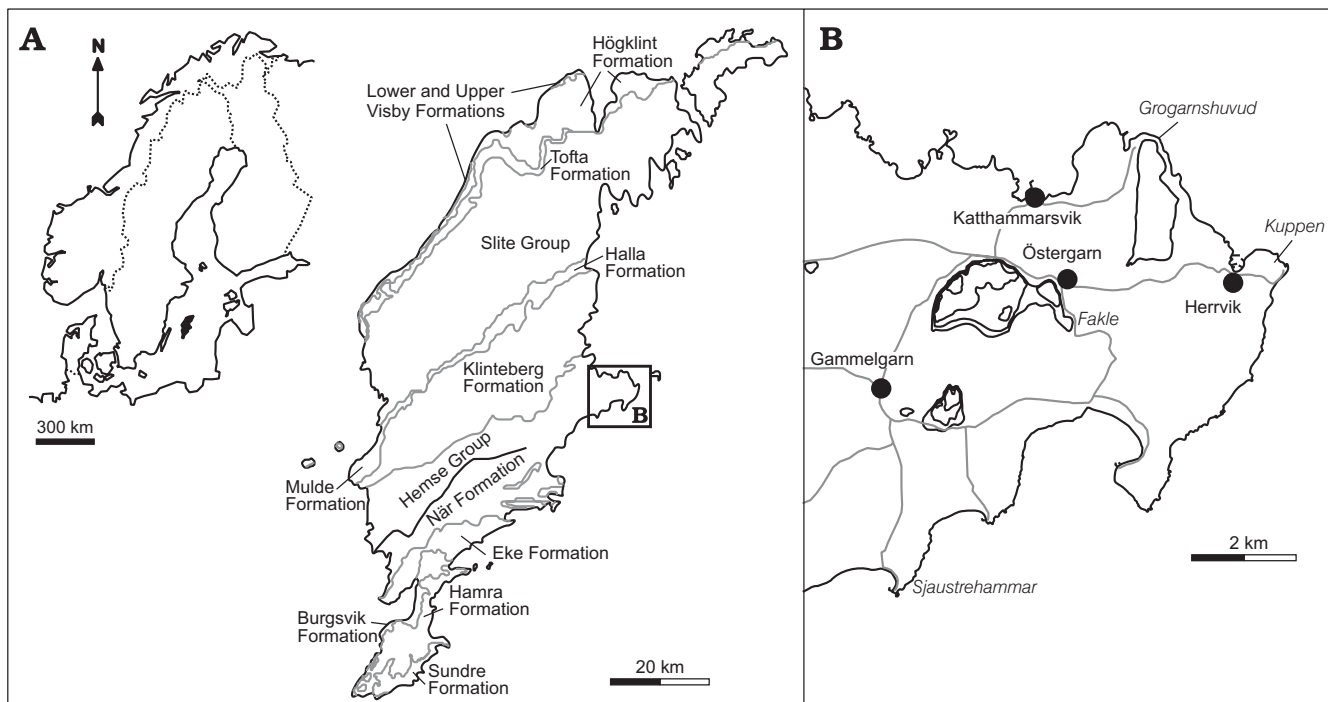 A
N
300 km
Högklint
Formation
Lower and Upper
Visby Formations
Tofta
Formation
Slite Group
Halla
Formation
Klinteberg
Formation
B
Hemse Group
När Formation
Mulde
Formation
Eke Formation
Hamra
Formation
Burgsvik
Formation
Sundre
Formation
20 km
B
Grogarnshuvud
Katthammarsvik
Kuppen
Östergarn
Herrvik
Fakle
Gammelgarn
2 km
Sjaustrehammar